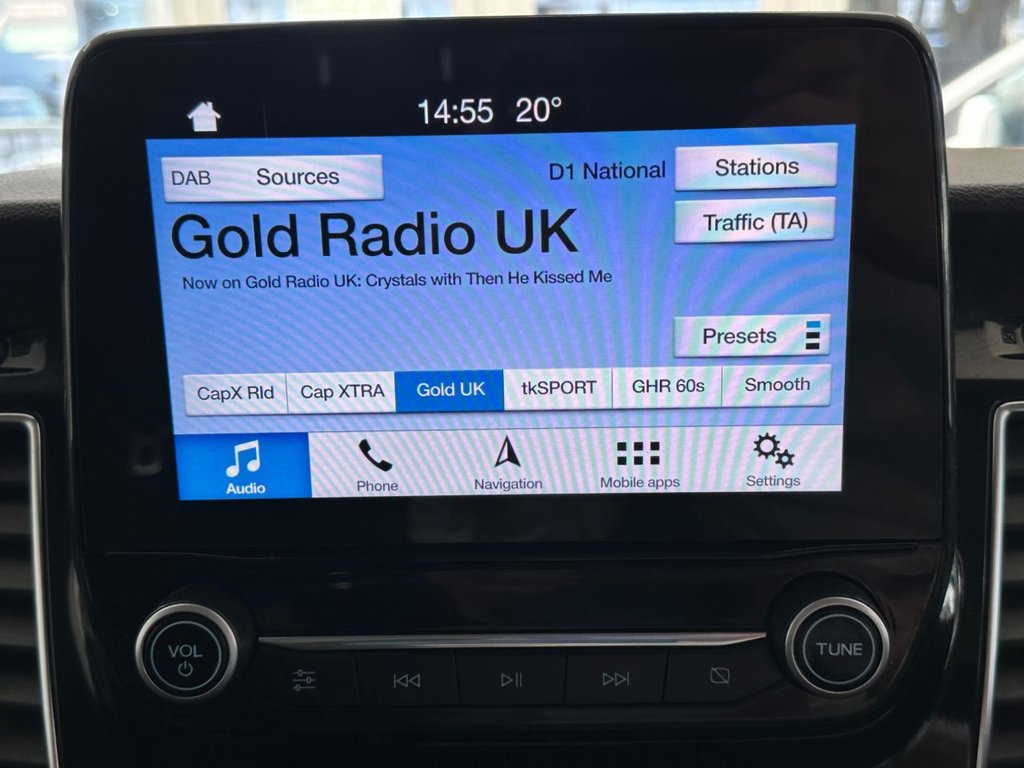 14:55 20°
DAB Sources
D1 National
Stations
Gold Radio UK
Traffic (TA)
Now on Gold Radio UK: Crystals with Then He Kissed Me
Presets
CapX Rld
Cap XTRA
Gold UK
tkSPORT
GHR 60s
Smooth
Audio
Phone
Navigation
Mobile apps
Settings
VOL
TUNE